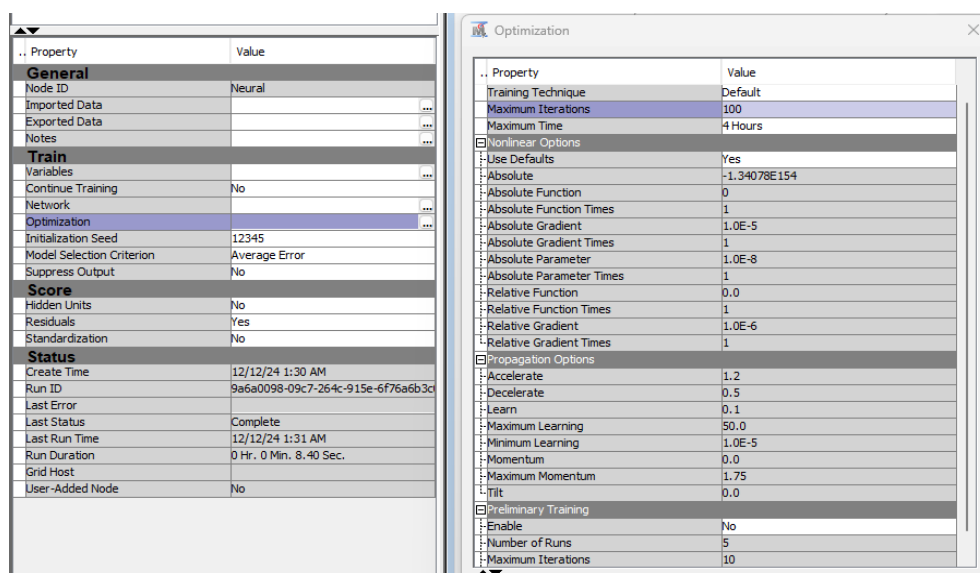 .. Property Value
General
Node ID Neural
Imported Data ...
Exported Data ...
Notes ...
Train
Variables ...
Continue Training No
Network ...
Optimization ...
Initialization Seed 12345
Model Selection Criterion Average Error
Suppress Output No
Score
Hidden Units No
Residuals Yes
Standardization No
Status
Create Time 12/12/24 1:30 AM
Run ID 9a6a0098-09c7-264c-915e-6f76a6b3c
Last Error
Last Status Complete
Last Run Time 12/12/24 1:31 AM
Run Duration 0 Hr. 0 Min. 8.40 Sec.
Grid Host
User-Added Node No
Optimization
.. Property Value
Training Technique Default
Maximum Iterations 100
Maximum Time 4 Hours
Nonlinear Options
Use Defaults Yes
Absolute -1.34078E154
Absolute Function 0
Absolute Function Times 1
Absolute Gradient 1.0E-5
Absolute Gradient Times 1
Absolute Parameter 1.0E-8
Absolute Parameter Times 1
Relative Function 0.0
Relative Function Times 1
Relative Gradient 1.0E-6
Relative Gradient Times 1
Propagation Options
Accelerate 1.2
Decelerate 0.5
Learn 0.1
Maximum Learning 50.0
Minimum Learning 1.0E-5
Momentum 0.0
Maximum Momentum 1.75
Tilt 0.0
Preliminary Training
Enable No
Number of Runs 5
Maximum Iterations 10